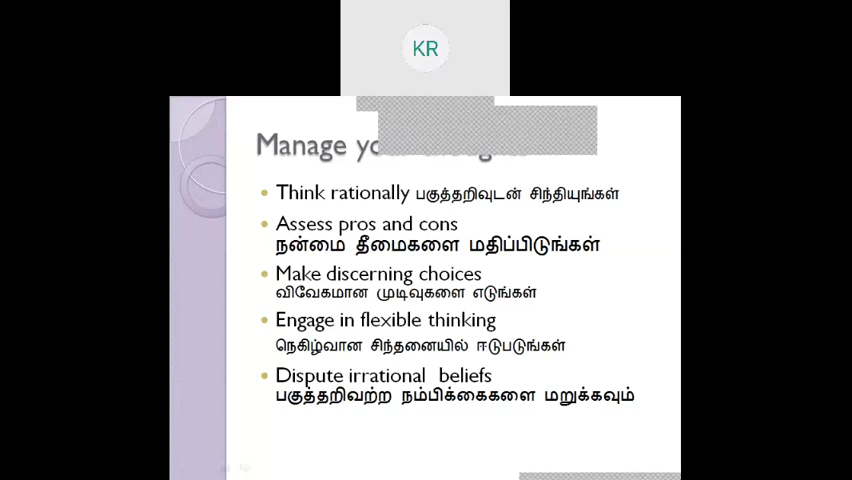 KR
Manage
Think rationally பகுத்தறிவுடன் சிந்தியுங்கள்
Assess pros and cons
நன்மை தீமைகளை மதிப்பிடுங்கள்
Make discerning choices
விவேகமான முடிவுகளை எடுங்கள்
Engage in flexible thinking
நெகிழ்வான சிந்தனையில் ஈடுபடுங்கள்
Dispute irrational beliefs
பகுத்தறிவற்ற நம்பிக்கைகளை மறுக்கவும்